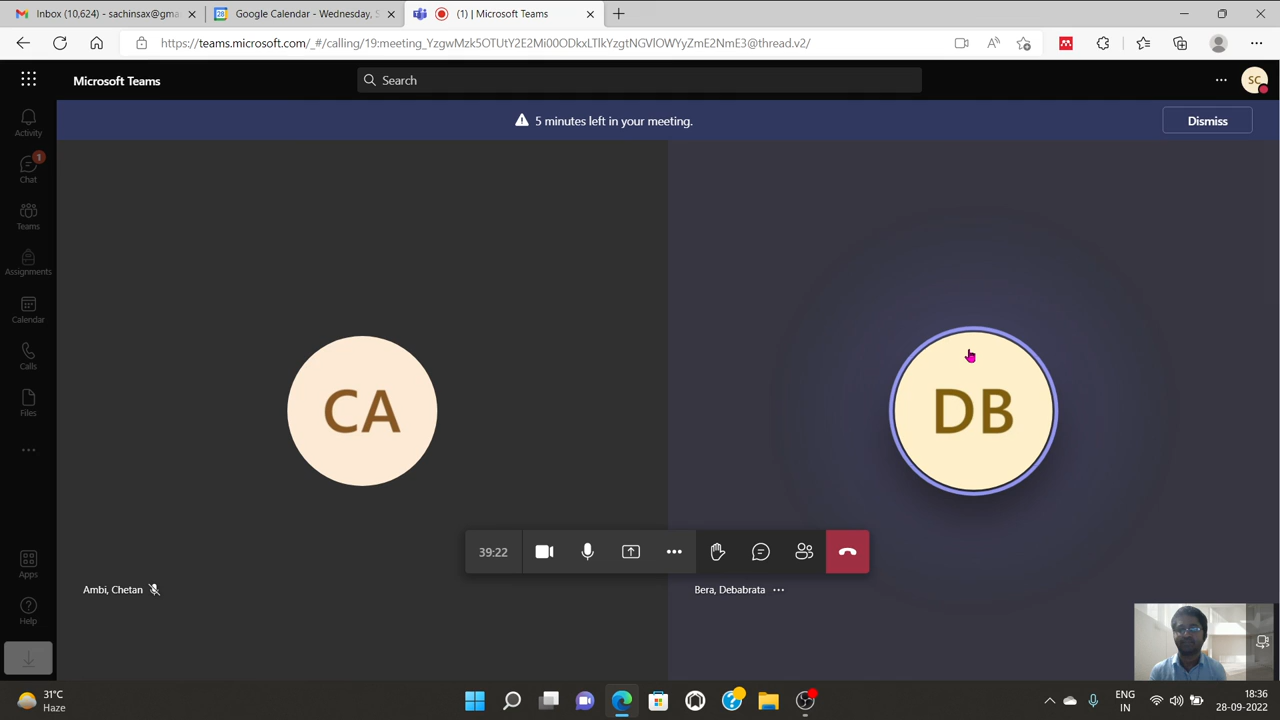 Inbox (10,624) - sachinsax@gma
Google Calendar - Wednesday, S
(1) | Microsoft Teams
https://teams.microsoft.com/_#/calling/19:meeting_YzgwMzk5OTUtY2E2Mi00ODkxLTlkYzgtNGVlOWYyZmE2NmE3@thread.v2/
Microsoft Teams
Search
SC
5 minutes left in your meeting.
Dismiss
Activity
1
Chat
Teams
Assignments
Calendar
Calls
Files
CA
DB
39:22
Ambi, Chetan
Bera, Debabrata
Apps
Help
31°C
Haze
ENG
IN
18:36
28-09-2022